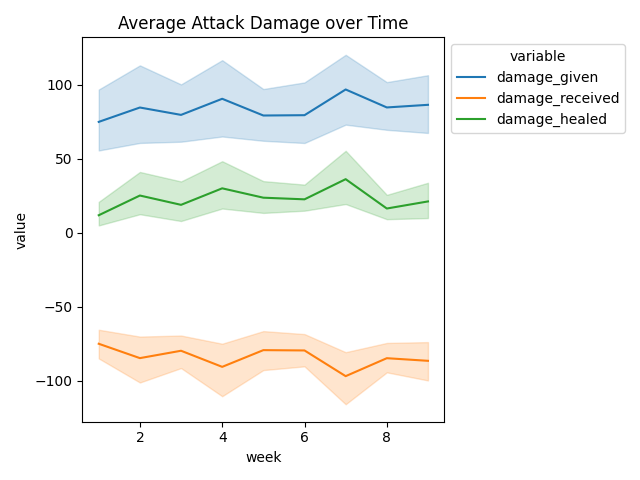 Average Attack Damage over Time
variable
damage_given
damage_received
damage_healed
value
100
50
0
−50
−100
2 4 6 8
week